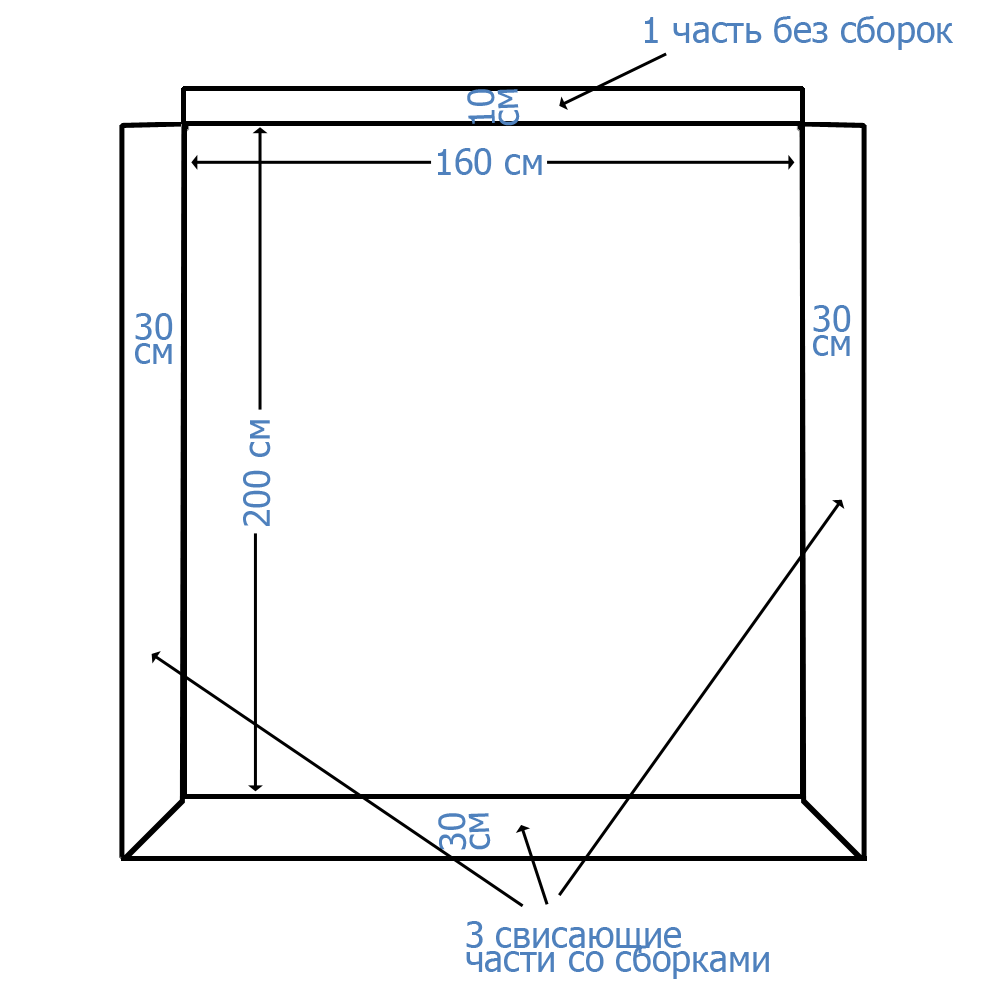 1 часть без сборок
10
см
160 см
30
см
30
см
200 см
30
см
3 свисающие
части со сборками